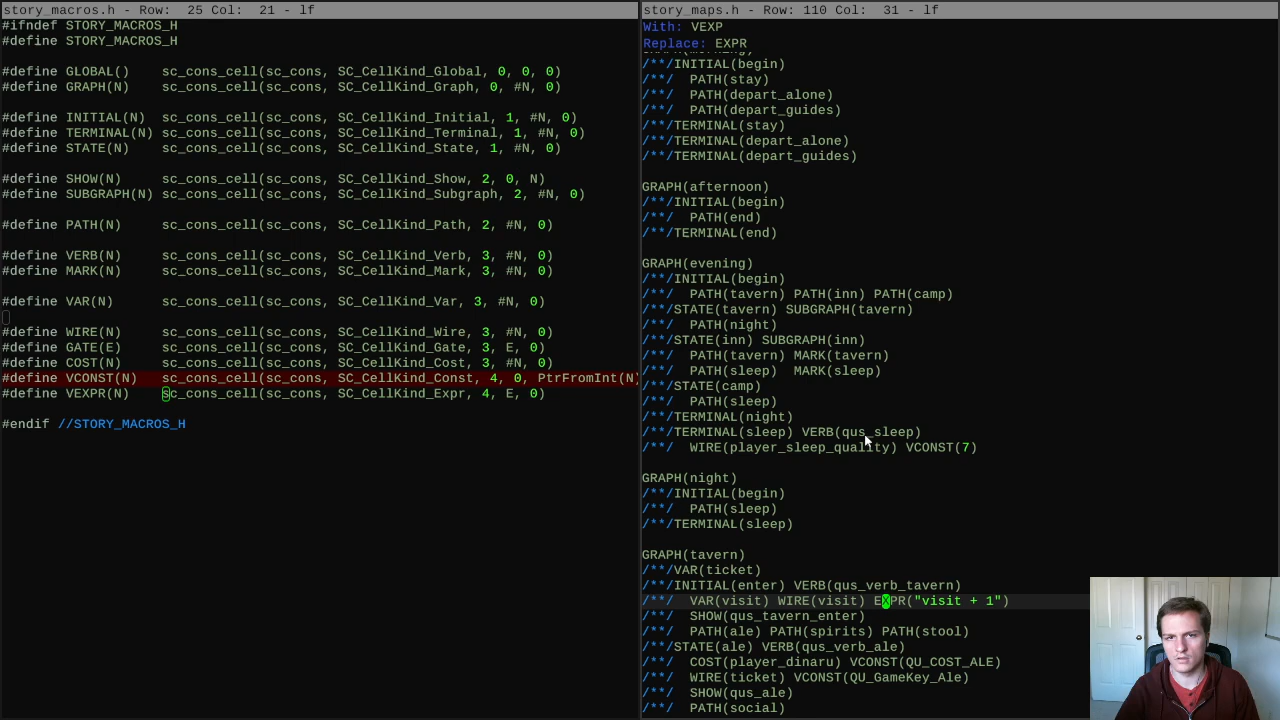 story_macros.h - Row:  25 Col:  21 - lf
#ifndef STORY_MACROS_H
#define STORY_MACROS_H
#define GLOBAL()    sc_cons_cell(sc_cons, SC_CellKind_Global, 0, 0, 0)
#define GRAPH(N)    sc_cons_cell(sc_cons, SC_CellKind_Graph, 0, #N, 0)
#define INITIAL(N)  sc_cons_cell(sc_cons, SC_CellKind_Initial, 1, #N, 0)
#define TERMINAL(N) sc_cons_cell(sc_cons, SC_CellKind_Terminal, 1, #N, 0)
#define STATE(N)    sc_cons_cell(sc_cons, SC_CellKind_State, 1, #N, 0)
#define SHOW(N)     sc_cons_cell(sc_cons, SC_CellKind_Show, 2, 0, N)
#define SUBGRAPH(N) sc_cons_cell(sc_cons, SC_CellKind_Subgraph, 2, #N, 0)
#define PATH(N)     sc_cons_cell(sc_cons, SC_CellKind_Path, 2, #N, 0)
#define VERB(N)     sc_cons_cell(sc_cons, SC_CellKind_Verb, 3, #N, 0)
#define MARK(N)     sc_cons_cell(sc_cons, SC_CellKind_Mark, 3, #N, 0)
#define VAR(N)      sc_cons_cell(sc_cons, SC_CellKind_Var, 3, #N, 0)
#define WIRE(N)     sc_cons_cell(sc_cons, SC_CellKind_Wire, 3, #N, 0)
#define GATE(E)     sc_cons_cell(sc_cons, SC_CellKind_Gate, 3, E, 0)
#define COST(N)     sc_cons_cell(sc_cons, SC_CellKind_Cost, 3, #N, 0)
#define VCONST(N)   sc_cons_cell(sc_cons, SC_CellKind_Const, 4, 0, PtrFromInt(N)
#define VEXPR(N)    sc_cons_cell(sc_cons, SC_CellKind_Expr, 4, E, 0)
#endif //STORY_MACROS_H
story_maps.h - Row: 110 Col:  31 - lf
With: VEXP
Replace: EXPR
/**/INITIAL(begin)
/**/  PATH(stay)
/**/  PATH(depart_alone)
/**/  PATH(depart_guides)
/**/TERMINAL(stay)
/**/TERMINAL(depart_alone)
/**/TERMINAL(depart_guides)
GRAPH(afternoon)
/**/INITIAL(begin)
/**/  PATH(end)
/**/TERMINAL(end)
GRAPH(evening)
/**/INITIAL(begin)
/**/  PATH(tavern) PATH(inn) PATH(camp)
/**/STATE(tavern) SUBGRAPH(tavern)
/**/  PATH(night)
/**/STATE(inn) SUBGRAPH(inn)
/**/  PATH(tavern) MARK(tavern)
/**/  PATH(sleep)  MARK(sleep)
/**/STATE(camp)
/**/  PATH(sleep)
/**/TERMINAL(night)
/**/TERMINAL(sleep) VERB(qus_sleep)
/**/  WIRE(player_sleep_quality) VCONST(7)
GRAPH(night)
/**/INITIAL(begin)
/**/  PATH(sleep)
/**/TERMINAL(sleep)
GRAPH(tavern)
/**/VAR(ticket)
/**/INITIAL(enter) VERB(qus_verb_tavern)
/**/  VAR(visit) WIRE(visit) EXPR("visit + 1")
/**/  SHOW(qus_tavern_enter)
/**/  PATH(ale) PATH(spirits) PATH(stool)
/**/STATE(ale) VERB(qus_verb_ale)
/**/  COST(player_dinaru) VCONST(QU_COST_ALE)
/**/  WIRE(ticket) VCONST(QU_GameKey_Ale)
/**/  SHOW(qus_ale)
/**/  PATH(social)